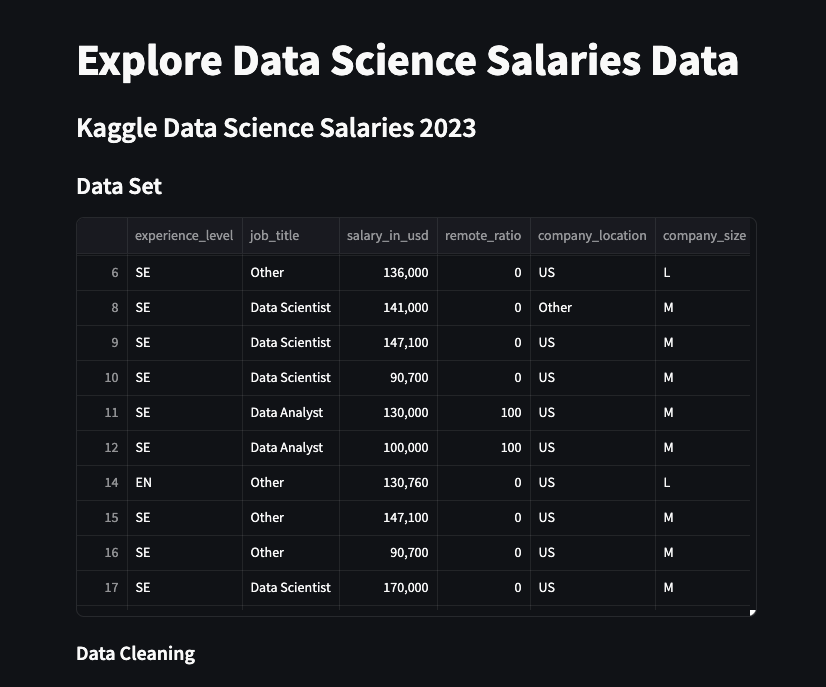 Explore Data Science Salaries Data
Kaggle Data Science Salaries 2023
Data Set
experience_level job_title salary_in_usd remote_ratio company_location company_size
6 SE Other 136,000 0 US L
8 SE Data Scientist 141,000 0 Other M
9 SE Data Scientist 147,100 0 US M
10 SE Data Scientist 90,700 0 US M
11 SE Data Analyst 130,000 100 US M
12 SE Data Analyst 100,000 100 US M
14 EN Other 130,760 0 US L
15 SE Other 147,100 0 US M
16 SE Other 90,700 0 US M
17 SE Data Scientist 170,000 0 US M
Data Cleaning